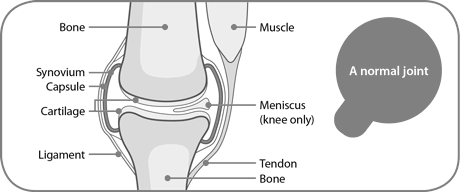 Bone
Muscle
Synovium
Capsule
Cartilage
Ligament
Meniscus
(knee only)
Tendon
Bone
A normal joint